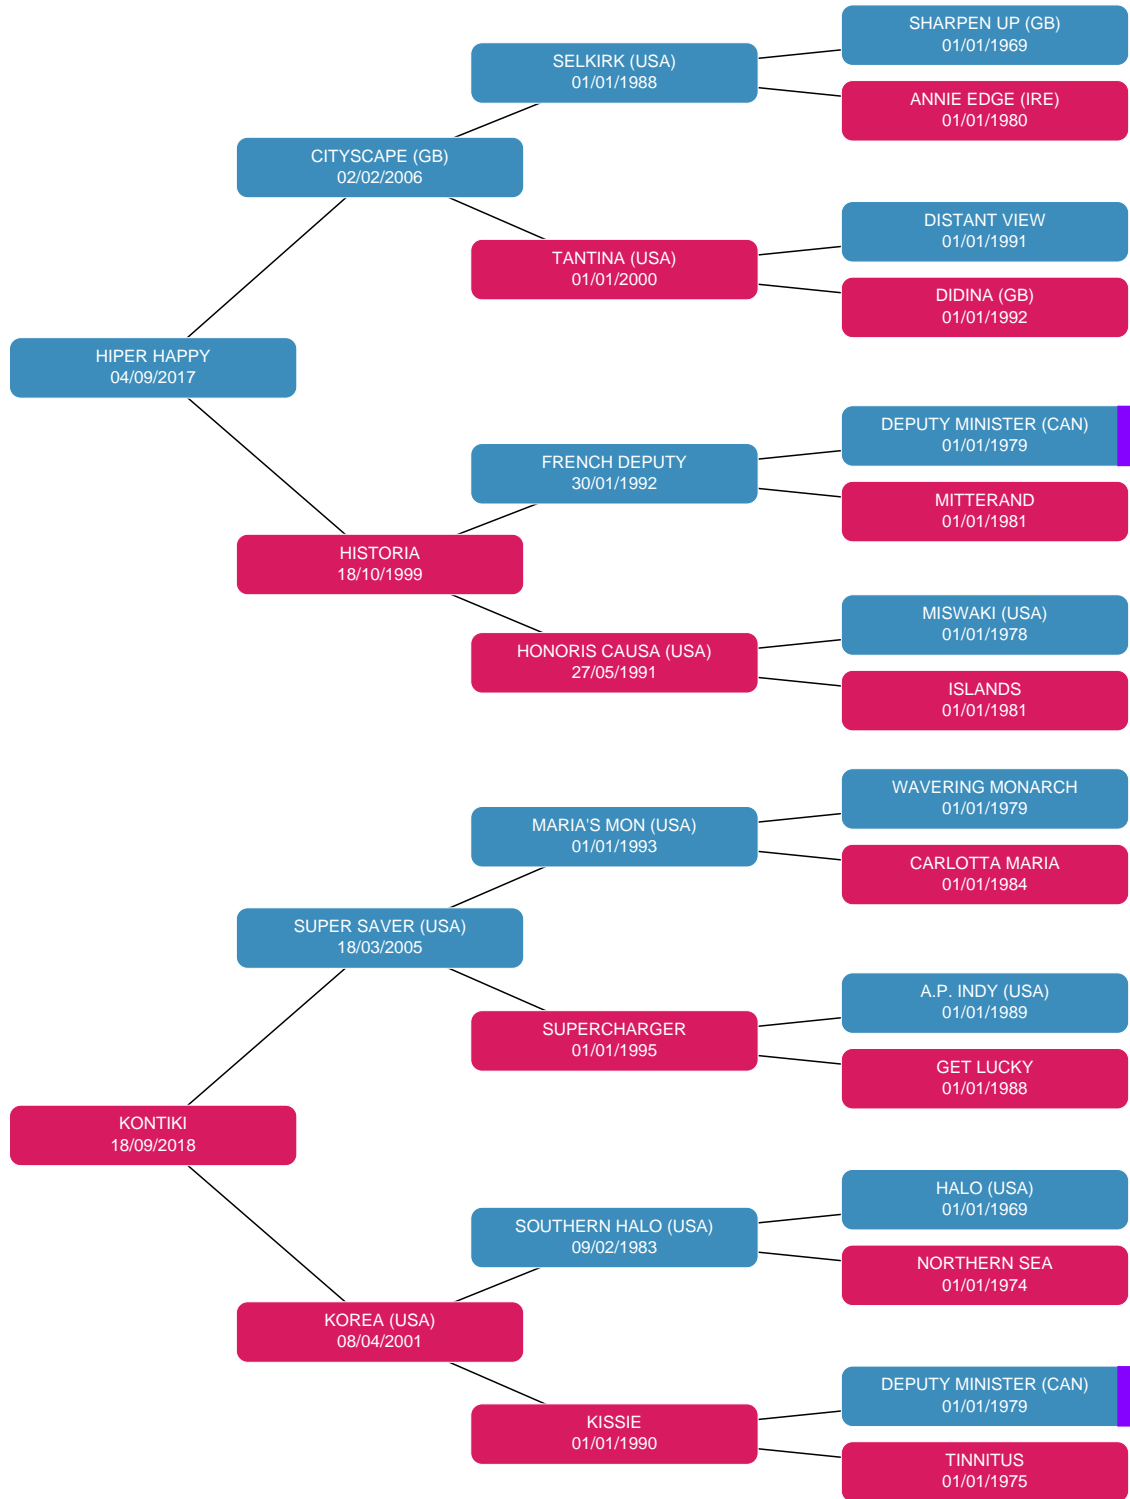 SHARPEN UP (GB)
01/01/1969
SELKIRK (USA)
01/01/1988
ANNIE EDGE (IRE)
01/01/1980
CITYSCAPE (GB)
02/02/2006
DISTANT VIEW
01/01/1991
TANTINA (USA)
01/01/2000
DIDINA (GB)
01/01/1992
HIPER HAPPY
04/09/2017
DEPUTY MINISTER (CAN)
01/01/1979
FRENCH DEPUTY
30/01/1992
MITTERAND
01/01/1981
HISTORIA
18/10/1999
MISWAKI (USA)
01/01/1978
HONORIS CAUSA (USA)
27/05/1991
ISLANDS
01/01/1981
WAVERING MONARCH
01/01/1979
MARIA'S MON (USA)
01/01/1993
CARLOTTA MARIA
01/01/1984
SUPER SAVER (USA)
18/03/2005
A.P. INDY (USA)
01/01/1989
SUPERCHARGER
01/01/1995
GET LUCKY
01/01/1988
KONTIKI
18/09/2018
HALO (USA)
01/01/1969
SOUTHERN HALO (USA)
09/02/1983
NORTHERN SEA
01/01/1974
KOREA (USA)
08/04/2001
DEPUTY MINISTER (CAN)
01/01/1979
KISSIE
01/01/1990
TINNITUS
01/01/1975